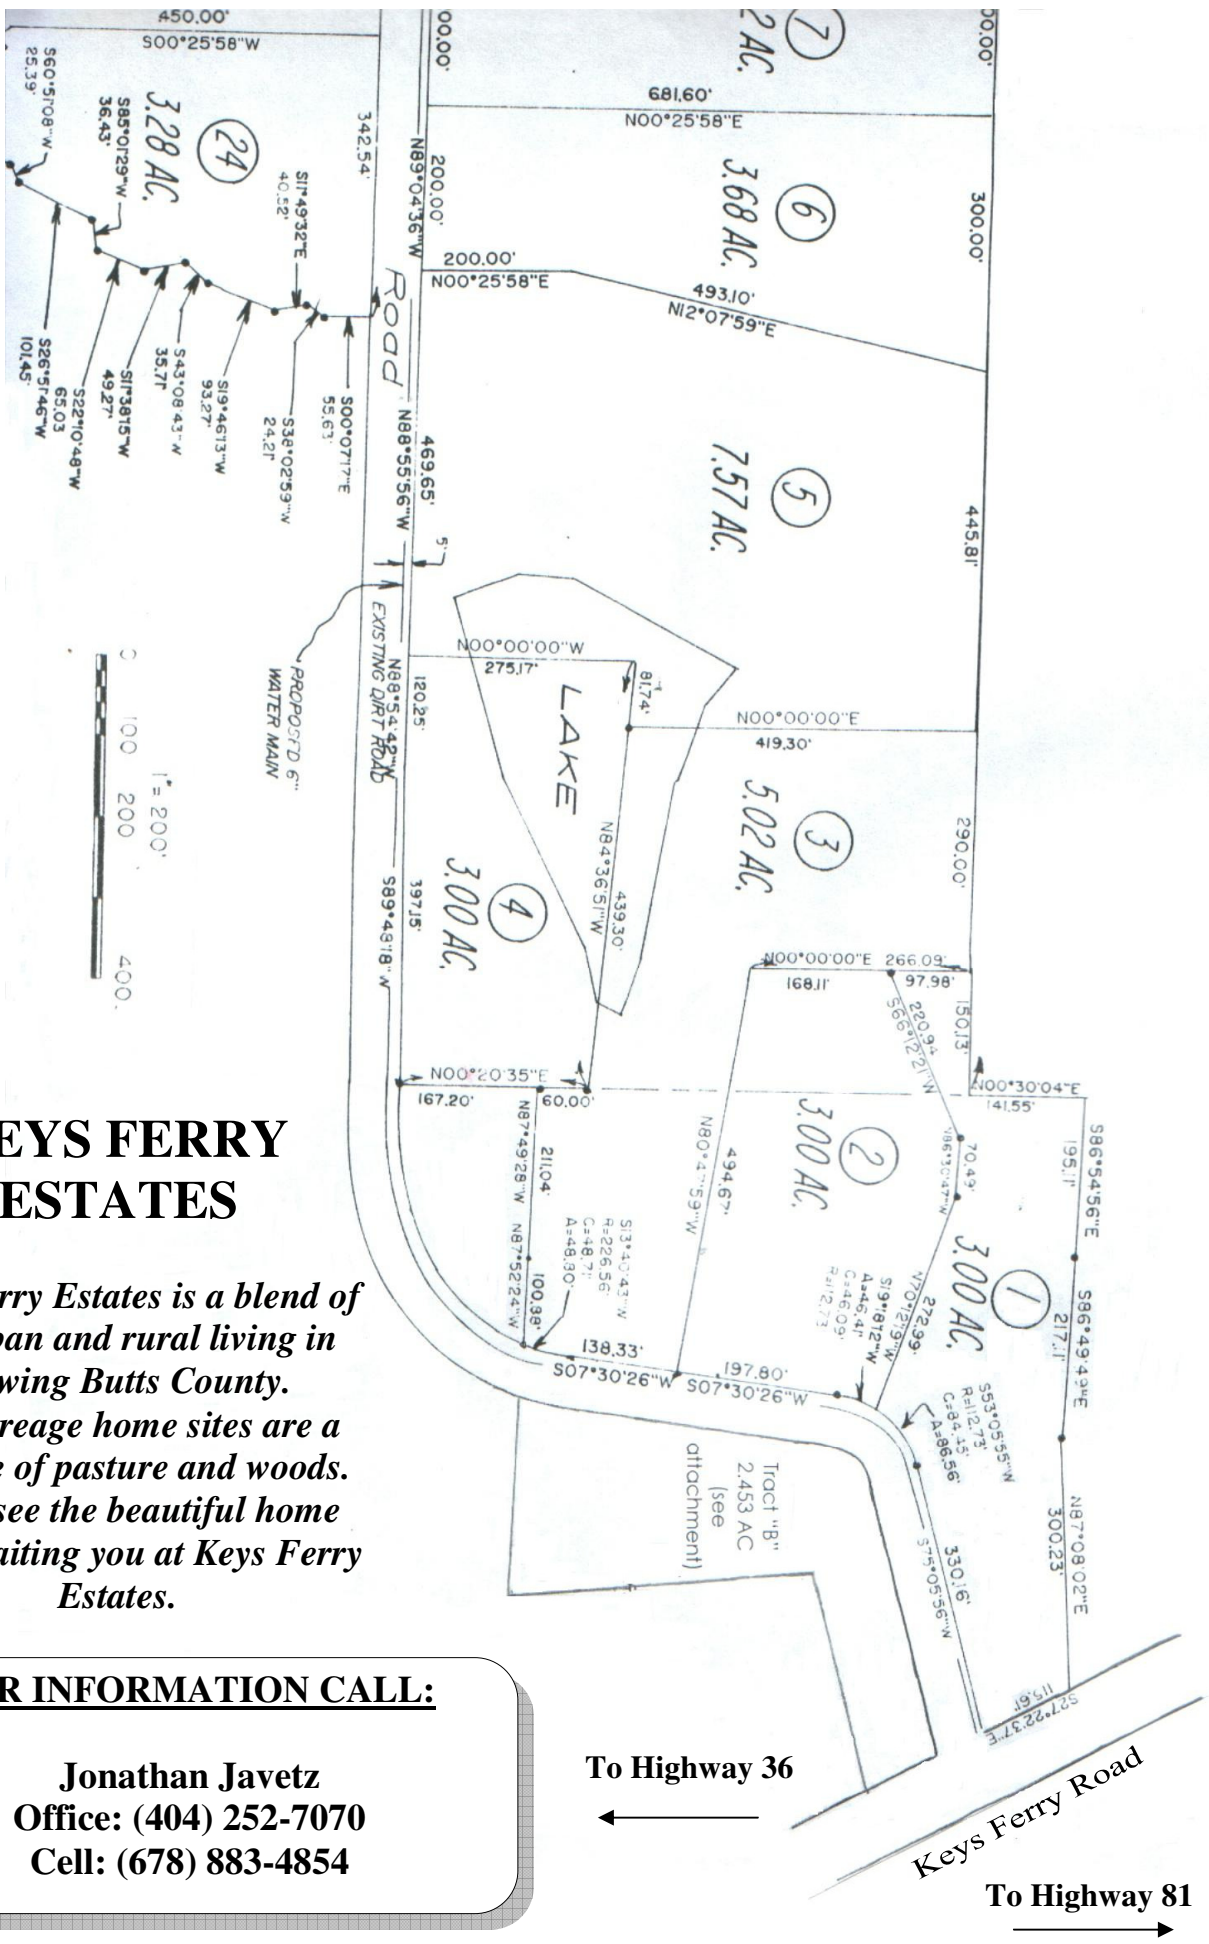 450.00'
S00°25'58"W
S60°51'08"W
25.39'
S85°01'29"W
36.43'
3.28 AC.
24
342.54'
S11°49'32"E
40.52'
00.00'
N89°04'36"W
200.00'
200.00'
N00°25'58"E
7
2 AC.
681.60'
N00°25'58"E
00.00'
6
3.68 AC.
300.00'
493.10'
N12°07'59"E
Road
S26°51'46"W
101.45'
S22°10'48"W
65.03
S11°38'15"W
49.27'
S43°08'43"W
35.71'
S19°46'13"W
93.27'
S38°02'59"W
24.21'
S00°07'17"E
55.63'
N88°55'56"W
469.65'
5'
5
7.57 AC.
445.81'
PROPOSED 6"
WATER MAIN
EXISTING DIRT ROAD
N88°54'42"W
120.25'
N00°00'00"W
275.17'
81.74'
LAKE
N00°00'00"E
419.30'
0 100 200 400.
1" = 200'
N84°36'51"W
439.30'
3
5.02 AC.
290.00'
4
3.00 AC.
397.15'
S89°49'18"W
N00°00'00"E 266.09'
168.11' 97.98'
220.94
S66°12'21"W
150.13'
N00°30'04"E
141.55'
N00°20'35"E
167.20' 60.00'
N87°49'28"W
211.04'
N87°52'24"W
100.38'
S13°40'43"W
R=226.56'
C=48.71'
A=48.80'
N80°47'59"W
494.67'
2
3.00 AC.
70.49'
N86°30'47"W
1
3.00 AC.
S86°54'56"E
195.11'
S86°49'49"E
217.11'
N87°08'02"E
300.23'
N70°12'19"W
272.99'
S19°18'12"W
A=46.41'
C=46.09'
R=112.73
138.33'
S07°30'26"W
197.80'
S07°30'26"W
S53°05'55"W
R=112.73'
C=84.45'
A=86.56'
330.16'
S75°05'56"W
115.61'
S27°22'37"E
Tract "B"
2.453 AC
(see
attachment)
EYS FERRY
ESTATES
rry Estates is a blend of
ban and rural living in
wing Butts County.
reage home sites are a
e of pasture and woods.
see the beautiful home
aiting you at Keys Ferry
Estates.
R INFORMATION CALL:
Jonathan Javetz
Office: (404) 252-7070
Cell: (678) 883-4854
To Highway 36
Keys Ferry Road
To Highway 81